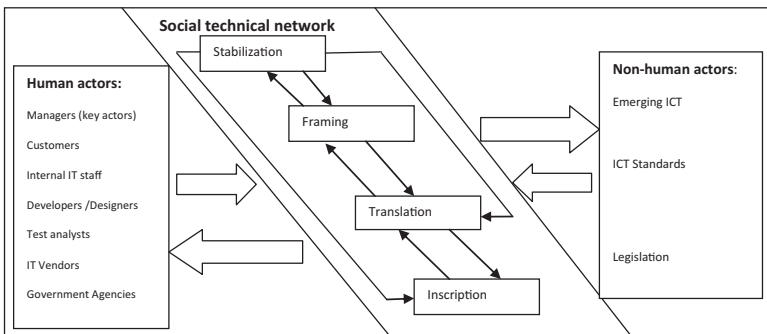 Social technical network
Stabilization
Framing
Translation
Inscription
Human actors:
Managers (key actors)
Customers
Internal IT staff
Developers /Designers
Test analysts
IT Vendors
Government Agencies
Non-human actors:
Emerging ICT
ICT Standards
Legislation